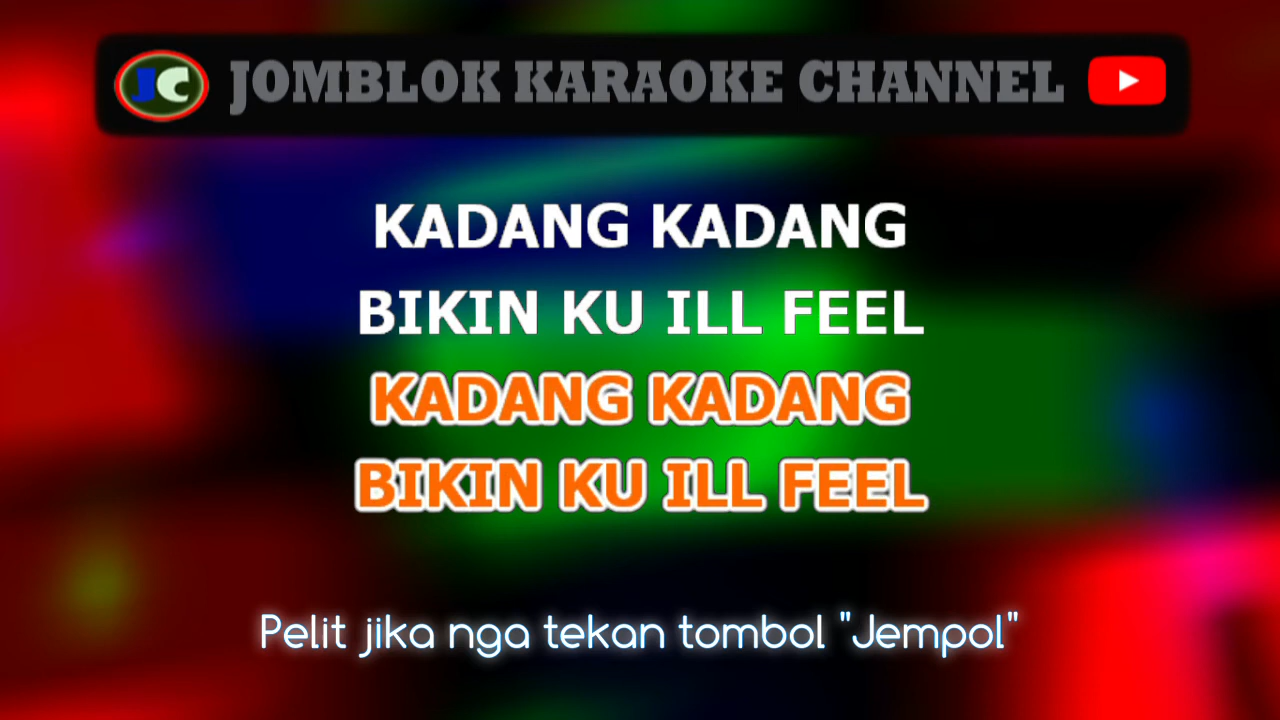 JC JOMBLOK KARAOKE CHANNEL
KADANG KADANG
BIKIN KU ILL FEEL
KADANG KADANG
BIKIN KU ILL FEEL
Pelit jika nga tekan tombol "Jempol"